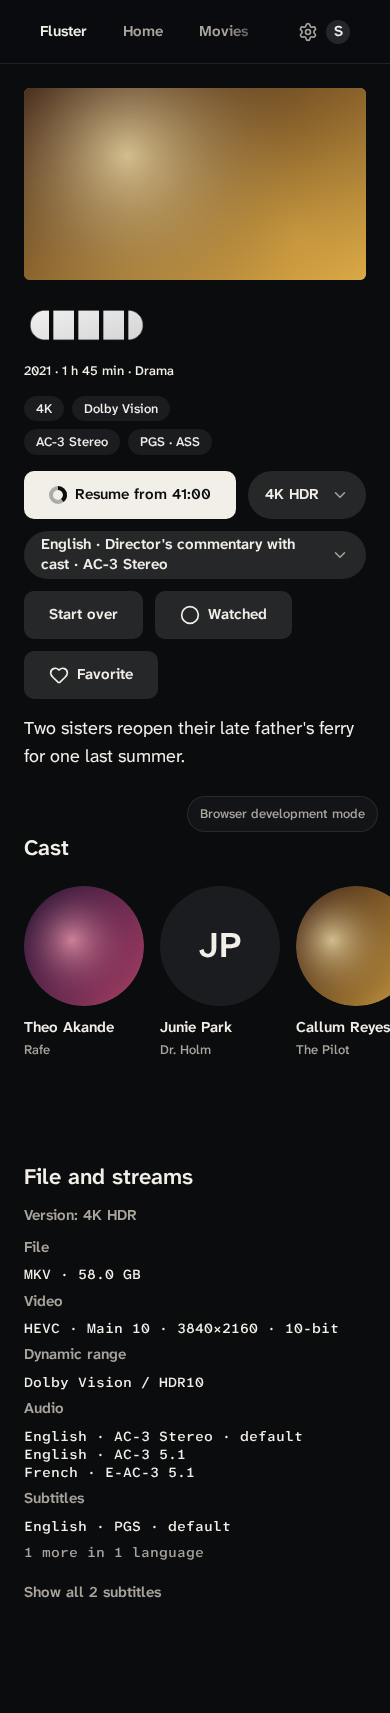 Fluster Home Movies S
2021 · 1 h 45 min · Drama
4K Dolby Vision
AC-3 Stereo PGS · ASS
Resume from 41:00 4K HDR
English · Director's commentary with
cast · AC-3 Stereo
Start over Watched
Favorite
Two sisters reopen their late father's ferry
for one last summer.
Browser development mode
Cast
JP
Theo Akande Junie Park Callum Reyes
Rafe Dr. Holm The Pilot
File and streams
Version: 4K HDR
File
MKV · 58.0 GB
Video
HEVC · Main 10 · 3840×2160 · 10-bit
Dynamic range
Dolby Vision / HDR10
Audio
English · AC-3 Stereo · default
English · AC-3 5.1
French · E-AC-3 5.1
Subtitles
English · PGS · default
1 more in 1 language
Show all 2 subtitles